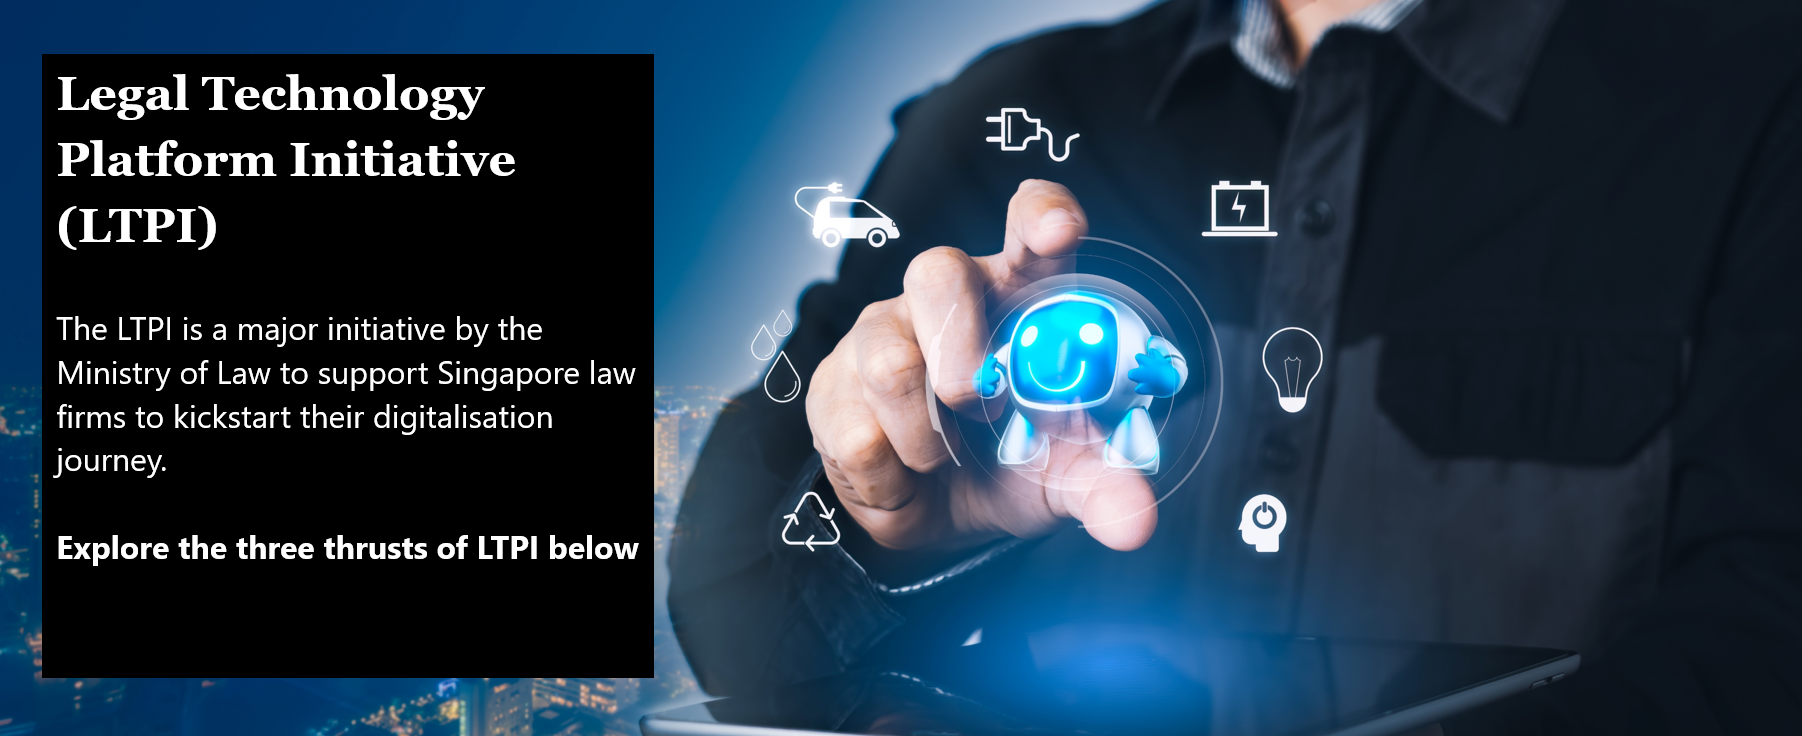 Legal Technology
Platform Initiative
(LTPI)
The LTPI is a major initiative by the
Ministry of Law to support Singapore law
firms to kickstart their digitalisation
journey.
Explore the three thrusts of LTPI below